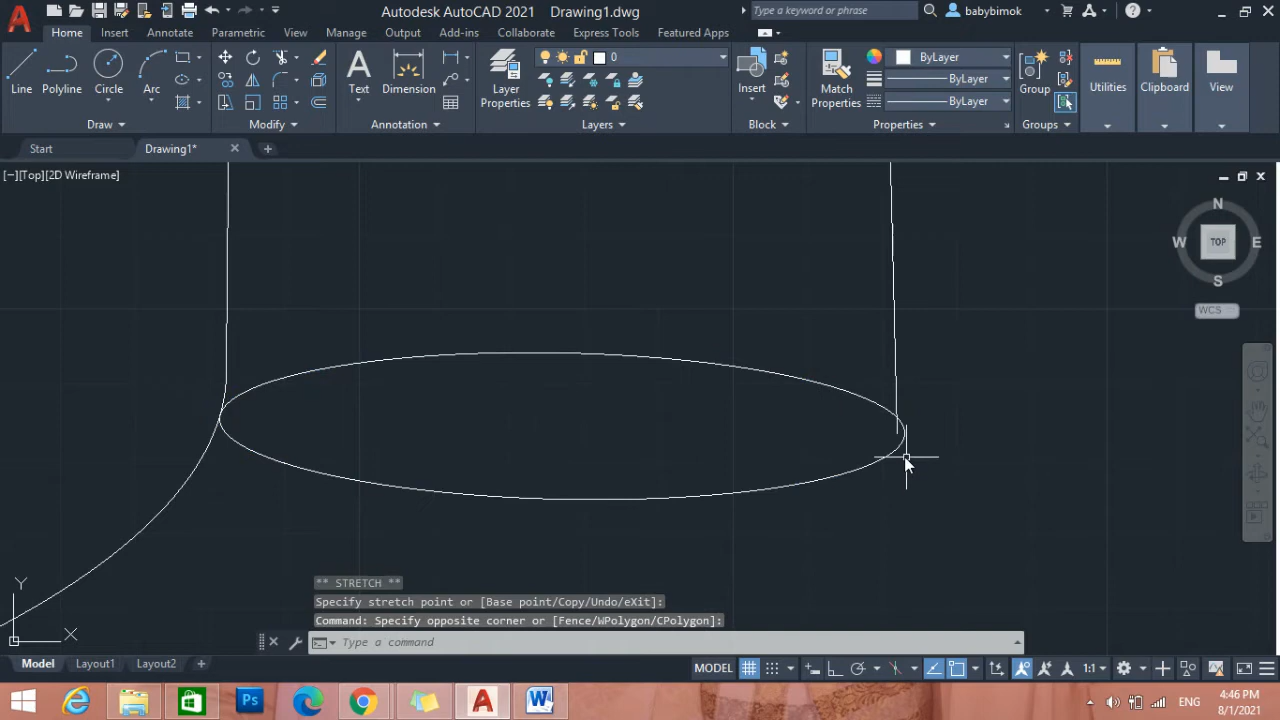 Autodesk AutoCAD 2021 Drawing1.dwg
Type a keyword or phrase
babybimok
Home Insert Annotate Parametric View Manage Output Add-ins Collaborate Express Tools Featured Apps
0
ByLayer
ByLayer
ByLayer
Line Polyline Circle Arc Text Dimension Layer Properties Insert Match Properties Group Utilities Clipboard View
Draw Modify Annotation Layers Block Properties Groups
Start Drawing1*
[−][Top][2D Wireframe]
N
W TOP E
S
WCS
** STRETCH **
Specify stretch point or [Base point/Copy/Undo/eXit]:
Command: Specify opposite corner or [Fence/WPolygon/CPolygon]:
Type a command
Y
X
Model Layout1 Layout2
MODEL 1:1
Ps
ENG
4:46 PM
8/1/2021